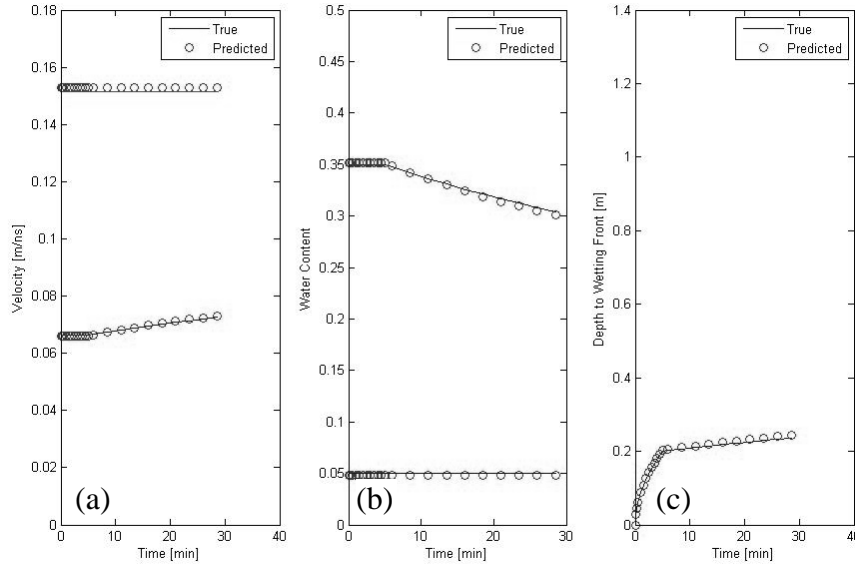 0.18
0.16
0.14
0.12
0.1
0.08
0.06
0.04
0.02
0
Velocity [m/ns]
True
Predicted
(a)
0 10 20 30 40
Time [min]
0.5
0.45
0.4
0.35
0.3
0.25
0.2
0.15
0.1
0.05
0
Water Content
True
Predicted
(b)
0 10 20 30
Time [min]
1.4
1.2
1
0.8
0.6
0.4
0.2
0
Depth to Wetting Front [m]
True
Predicted
(c)
0 10 20 30 40
Time [min]